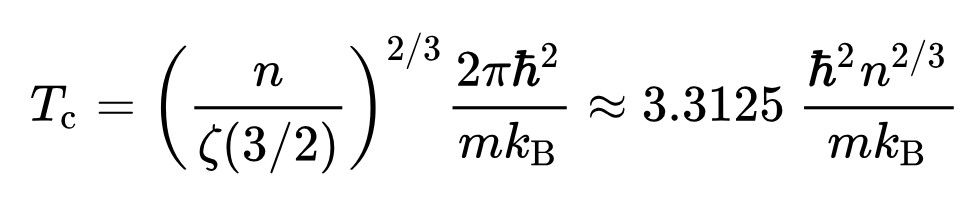 T_c = (n / ζ(3/2))^{2/3} 2πℏ² / mk_B ≈ 3.3125 ℏ²n^{2/3} / mk_B